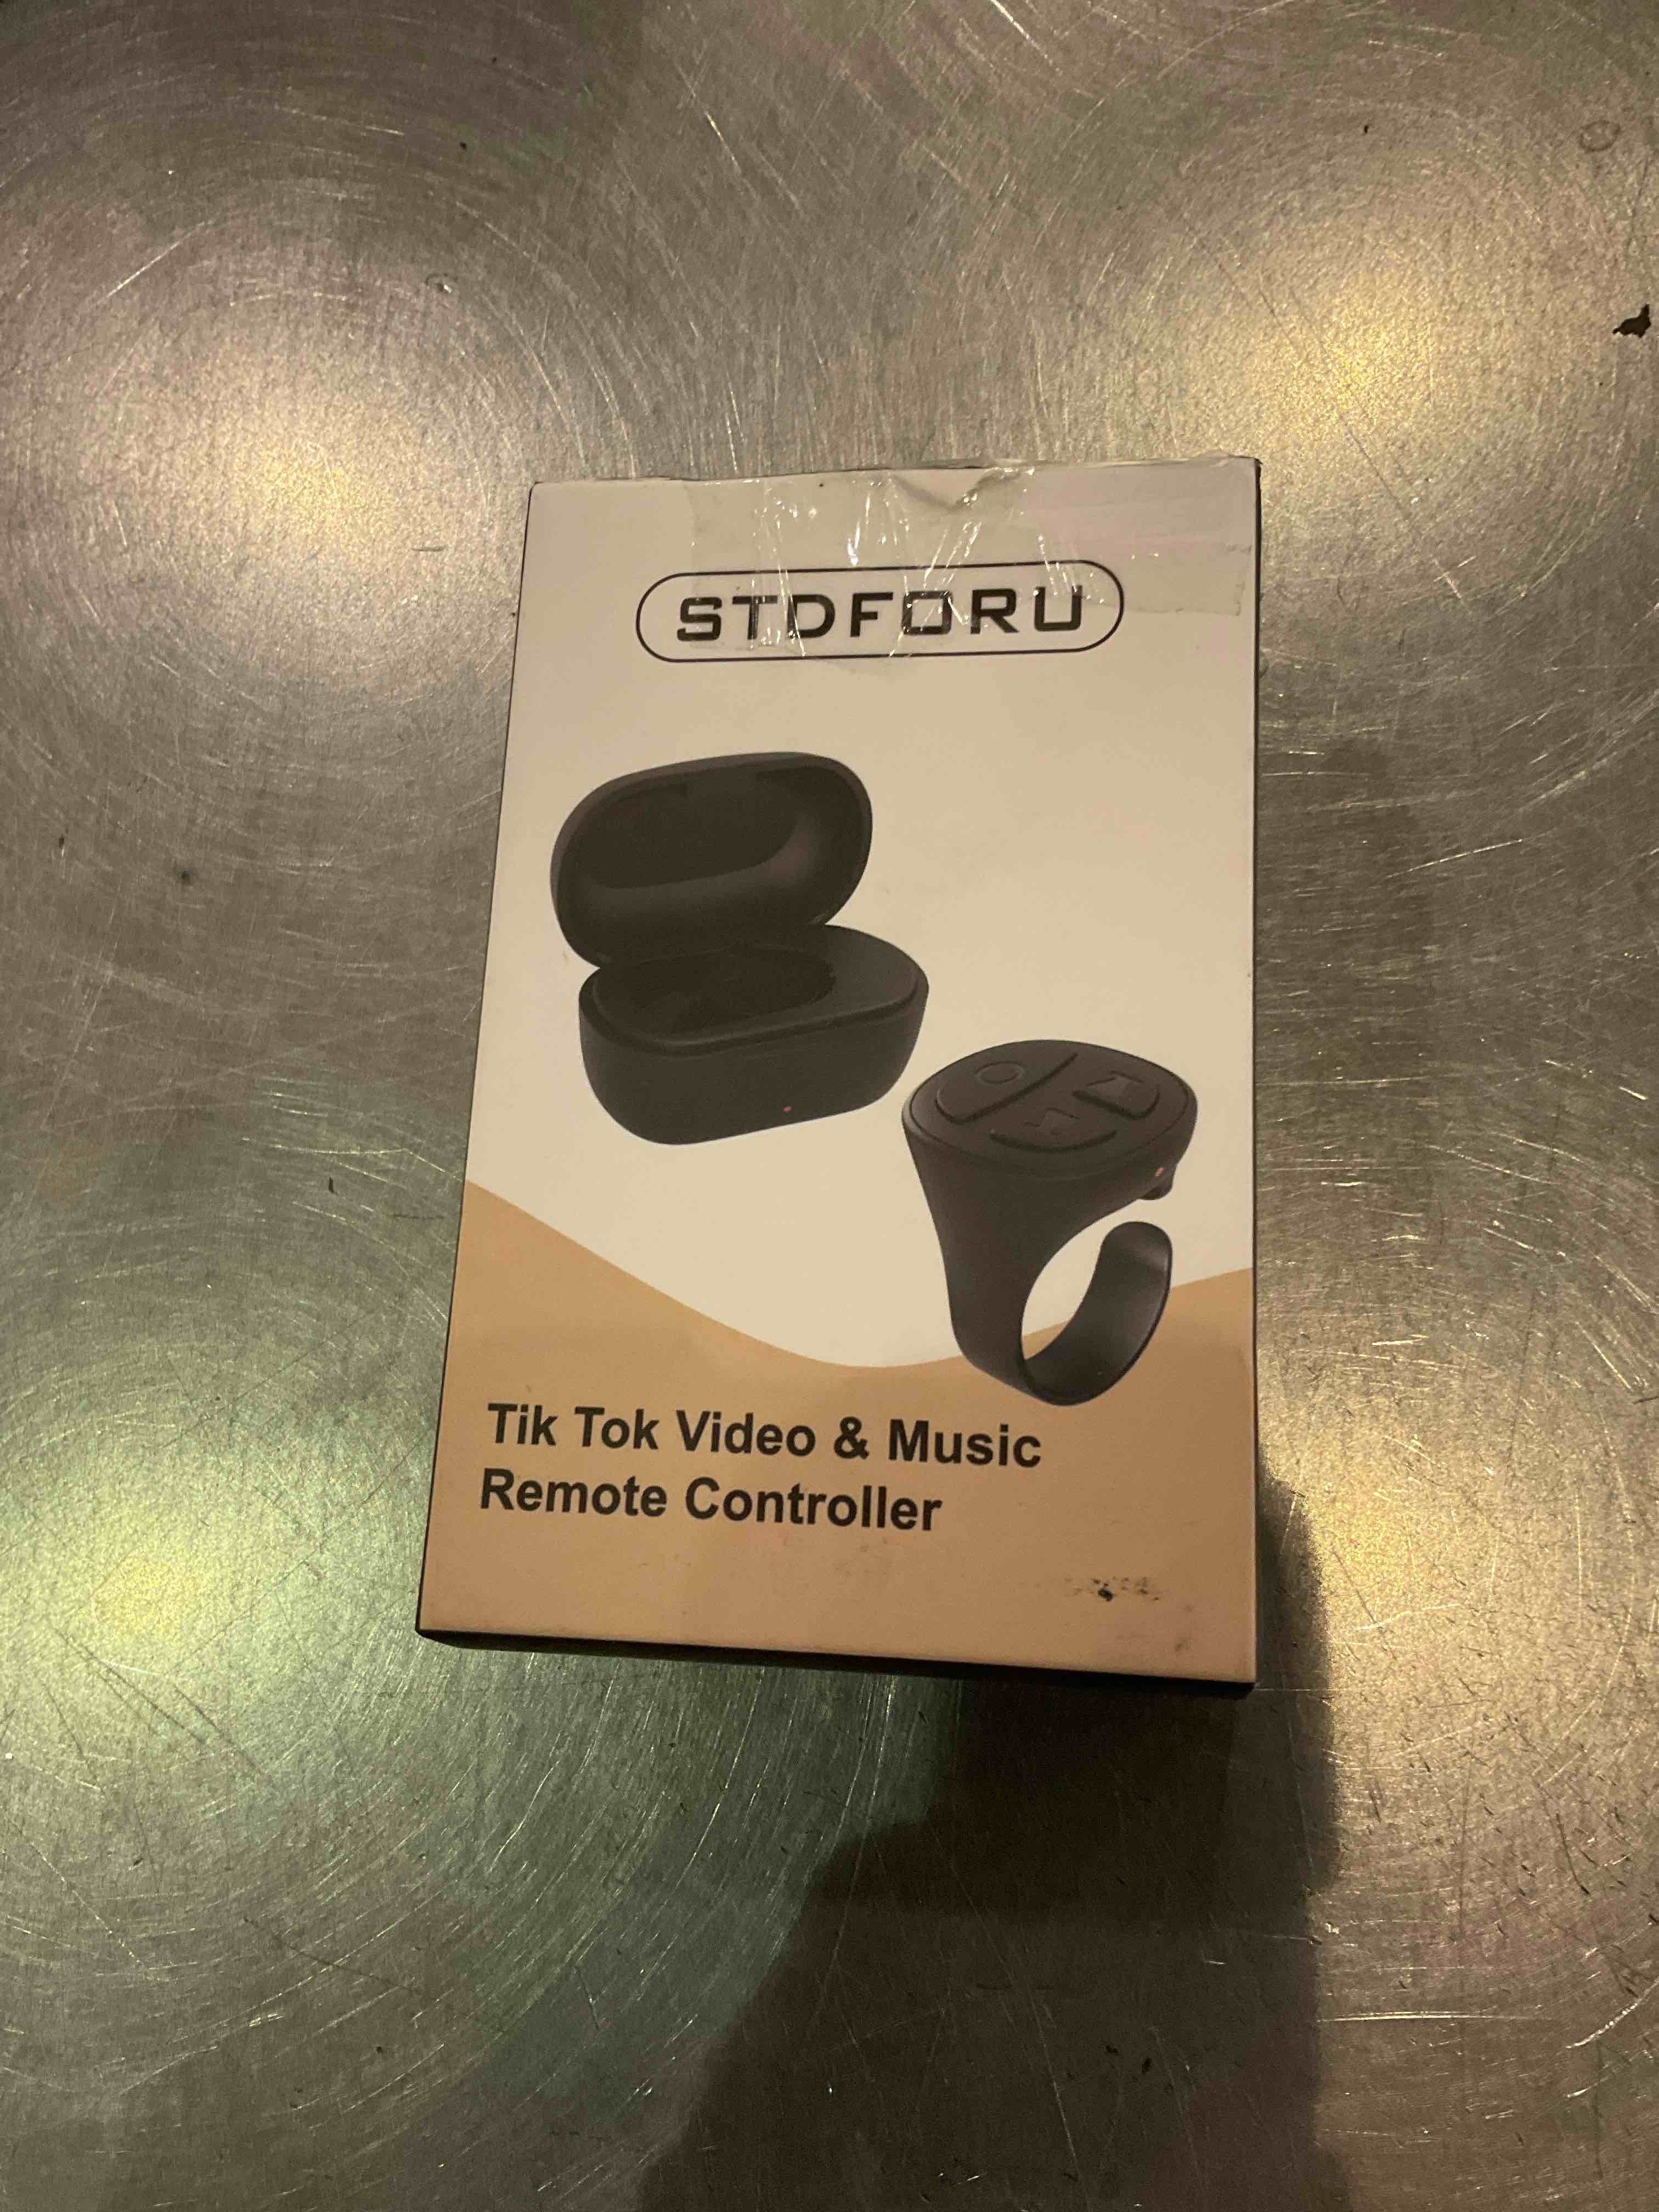 STDFORU
Tik Tok Video & Music
Remote Controller